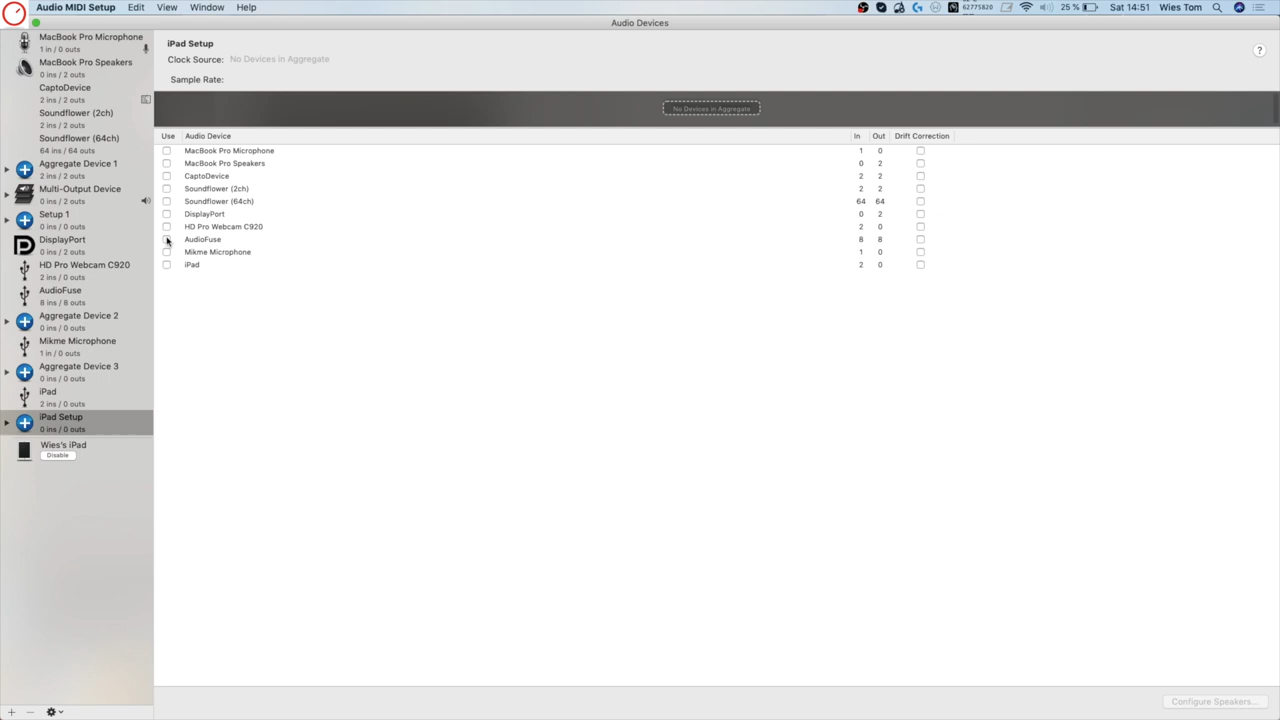 Audio MIDI Setup Edit View Window Help 62775820 25 % Sat 14:51 Wies Tom
Audio Devices
MacBook Pro Microphone
1 in / 0 outs
MacBook Pro Speakers
0 ins / 2 outs
CaptoDevice
2 ins / 2 outs
Soundflower (2ch)
2 ins / 2 outs
Soundflower (64ch)
64 ins / 64 outs
Aggregate Device 1
2 ins / 2 outs
Multi-Output Device
0 ins / 2 outs
Setup 1
0 ins / 0 outs
DisplayPort
0 ins / 2 outs
HD Pro Webcam C920
2 ins / 0 outs
AudioFuse
8 ins / 8 outs
Aggregate Device 2
0 ins / 0 outs
Mikme Microphone
1 in / 0 outs
Aggregate Device 3
0 ins / 0 outs
iPad
2 ins / 0 outs
iPad Setup
0 ins / 0 outs
Wies's iPad
Disable
iPad Setup
?
Clock Source: No Devices in Aggregate
Sample Rate:
No Devices in Aggregate
Use Audio Device In Out Drift Correction
MacBook Pro Microphone 1 0
MacBook Pro Speakers 0 2
CaptoDevice 2 2
Soundflower (2ch) 2 2
Soundflower (64ch) 64 64
DisplayPort 0 2
HD Pro Webcam C920 2 0
AudioFuse 8 8
Mikme Microphone 1 0
iPad 2 0
Configure Speakers...